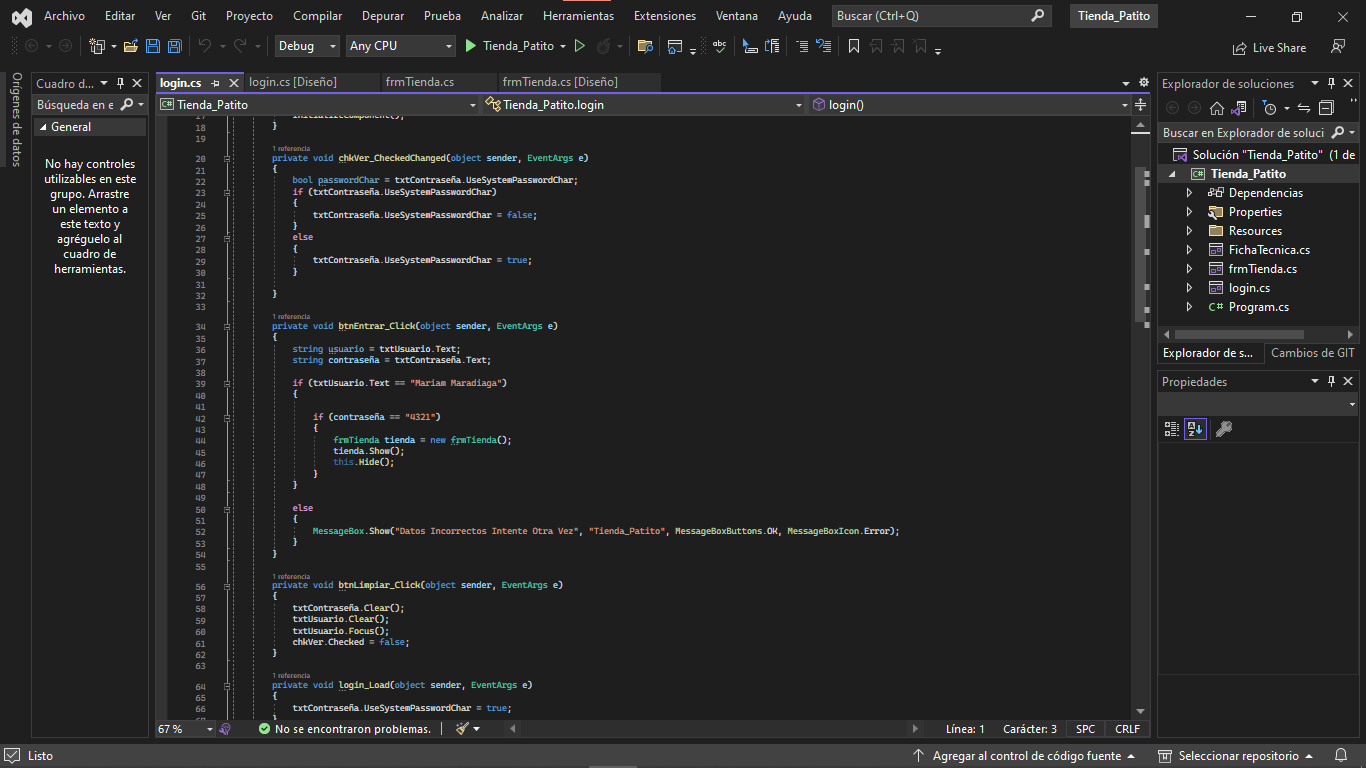 Archivo Editar Ver Git Proyecto Compilar Depurar Prueba Analizar Herramientas Extensiones Ventana Ayuda Buscar (Ctrl+Q) Tienda_Patito
Debug Any CPU Tienda_Patito Live Share
Orígenes de datos
Cuadro d...
Búsqueda en e
General
No hay controles
utilizables en este
grupo. Arrastre
un elemento a
este texto y
agréguelo al
cuadro de
herramientas.
login.cs login.cs [Diseño] frmTienda.cs frmTienda.cs [Diseño]
C# Tienda_Patito Tienda_Patito.login login()
17 InitializeComponent();
18 }
19
1 referencia
20 private void chkVer_CheckedChanged(object sender, EventArgs e)
21 {
22 bool passwordChar = txtContraseña.UseSystemPasswordChar;
23 if (txtContraseña.UseSystemPasswordChar)
24 {
25 txtContraseña.UseSystemPasswordChar = false;
26 }
27 else
28 {
29 txtContraseña.UseSystemPasswordChar = true;
30 }
31
32 }
33
1 referencia
34 private void btnEntrar_Click(object sender, EventArgs e)
35 {
36 string usuario = txtUsuario.Text;
37 string contraseña = txtContraseña.Text;
38
39 if (txtUsuario.Text == "Mariam Maradiaga")
40 {
41
42 if (contraseña == "4321")
43 {
44 frmTienda tienda = new frmTienda();
45 tienda.Show();
46 this.Hide();
47 }
48 }
49
50 else
51 {
52 MessageBox.Show("Datos Incorrectos Intente Otra Vez", "Tienda_Patito", MessageBoxButtons.OK, MessageBoxIcon.Error);
53 }
54 }
55
1 referencia
56 private void btnLimpiar_Click(object sender, EventArgs e)
57 {
58 txtContraseña.Clear();
59 txtUsuario.Clear();
60 txtUsuario.Focus();
61 chkVer.Checked = false;
62 }
63
1 referencia
64 private void login_Load(object sender, EventArgs e)
65 {
66 txtContraseña.UseSystemPasswordChar = true;
67 }
67 % No se encontraron problemas. Línea: 1 Carácter: 3 SPC CRLF
Explorador de soluciones
Buscar en Explorador de soluci
Solución "Tienda_Patito" (1 de
C# Tienda_Patito
Dependencias
Properties
Resources
FichaTecnica.cs
frmTienda.cs
login.cs
C# Program.cs
Explorador de s... Cambios de GIT
Propiedades
Listo Agregar al control de código fuente Seleccionar repositorio